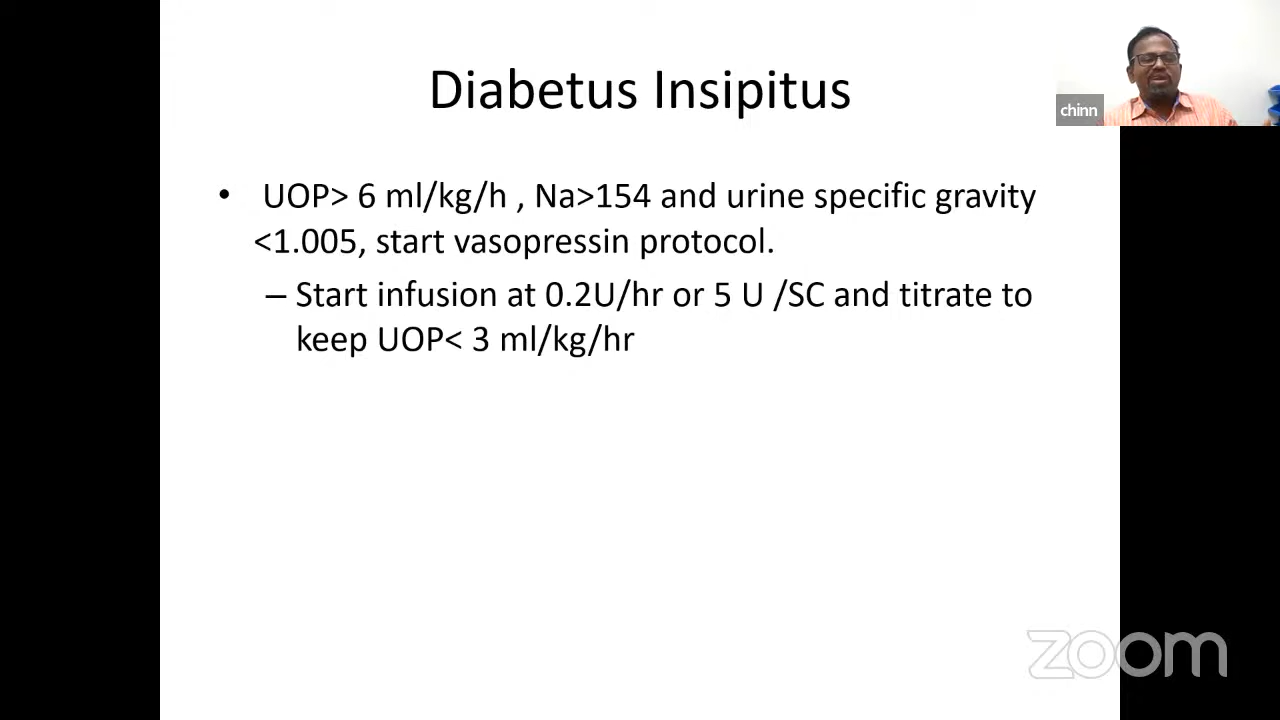 Diabetus Insipitus
chinn
• UOP> 6 ml/kg/h , Na>154 and urine specific gravity
<1.005, start vasopressin protocol.
– Start infusion at 0.2U/hr or 5 U /SC and titrate to
keep UOP< 3 ml/kg/hr
zoom